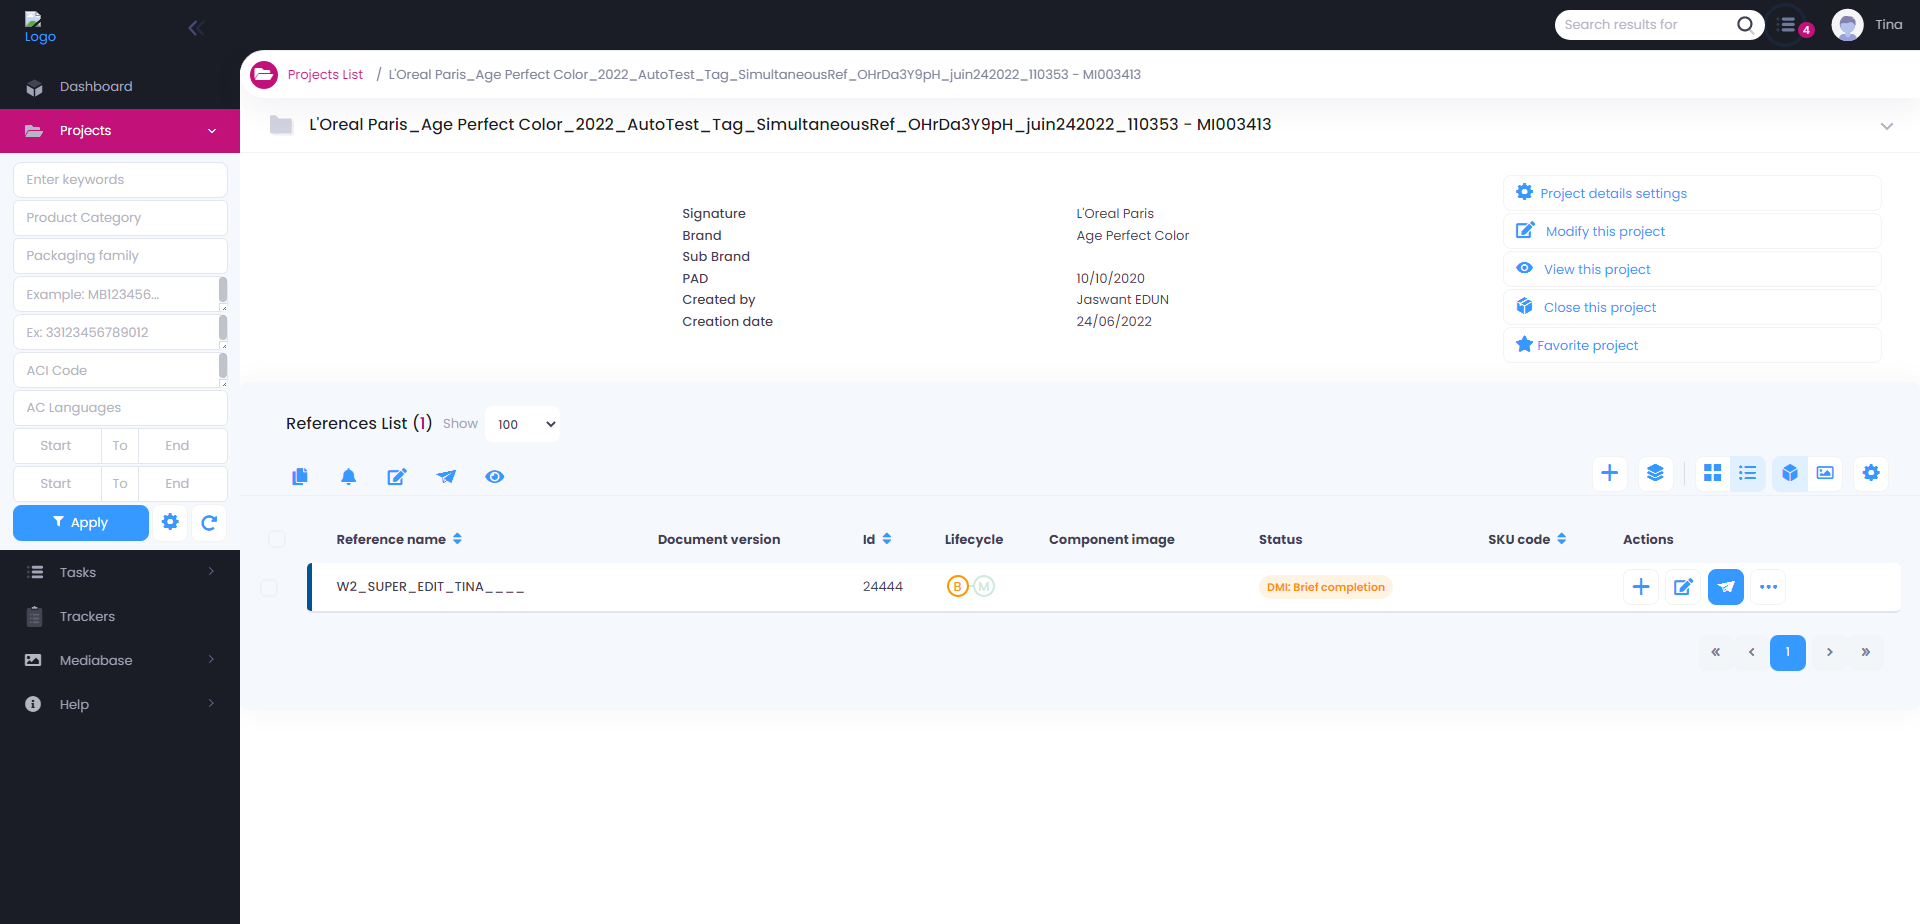 Logo
Search results for
4
Tina
Dashboard
Projects
Enter keywords
Product Category
Packaging family
Example: MB123456...
Ex: 33123456789012
ACI Code
AC Languages
Start To End
Start To End
Apply
Tasks
Trackers
Mediabase
Help
Projects List / L'Oreal Paris_Age Perfect Color_2022_AutoTest_Tag_SimultaneousRef_OHrDa3Y9pH_juin242022_110353 - MI003413
L'Oreal Paris_Age Perfect Color_2022_AutoTest_Tag_SimultaneousRef_OHrDa3Y9pH_juin242022_110353 - MI003413
Signature L'Oreal Paris
Brand Age Perfect Color
Sub Brand
PAD 10/10/2020
Created by Jaswant EDUN
Creation date 24/06/2022
Project details settings
Modify this project
View this project
Close this project
Favorite project
References List (1) Show 100
Reference name Document version Id Lifecycle Component image Status SKU code Actions
W2_SUPER_EDIT_TINA____ 24444 B M DMI: Brief completion
« ‹ 1 › »